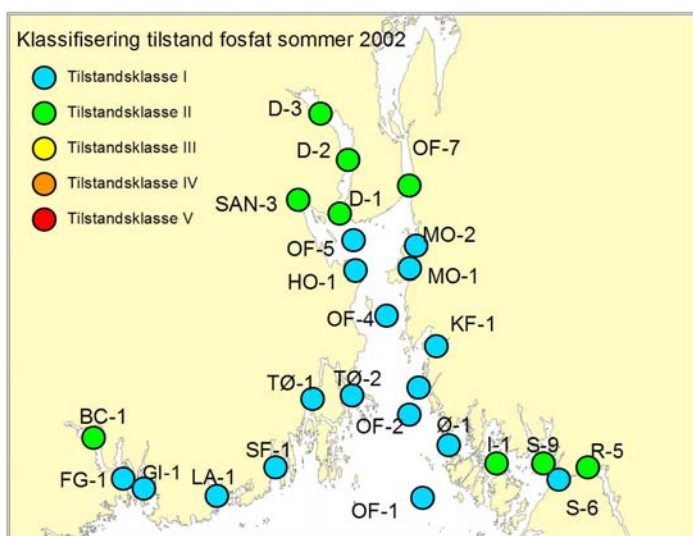 Klassifisering tilstand fosfat sommer 2002
Tilstandsklasse I
Tilstandsklasse II
Tilstandsklasse III
Tilstandsklasse IV
Tilstandsklasse V
D-3
D-2
OF-7
SAN-3
D-1
OF-5
MO-2
HO-1
MO-1
OF-4
KF-1
TØ-1
TØ-2
OF-2
BC-1
Ø-1
I-1
S-9
R-5
FG-1
GI-1
LA-1
SF-1
S-6
OF-1